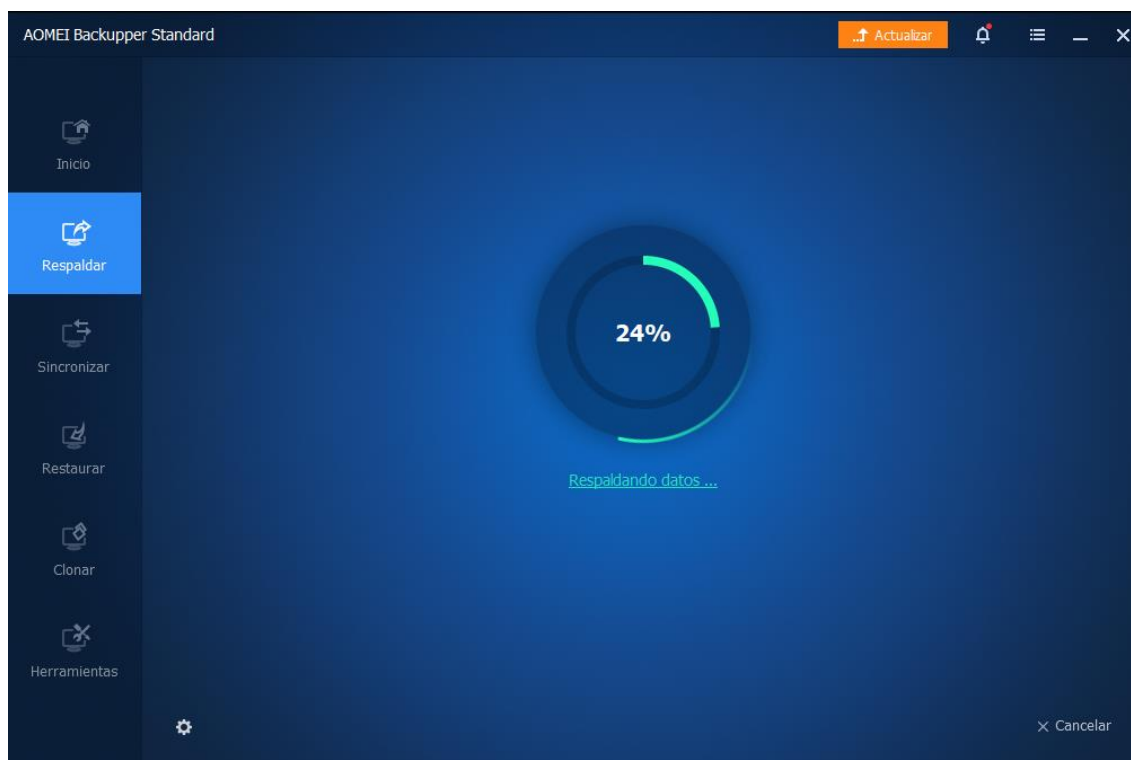 AOMEI Backupper Standard
Actualizar
Inicio
Respaldar
Sincronizar
Restaurar
Clonar
Herramientas
24%
Respaldando datos ...
Cancelar